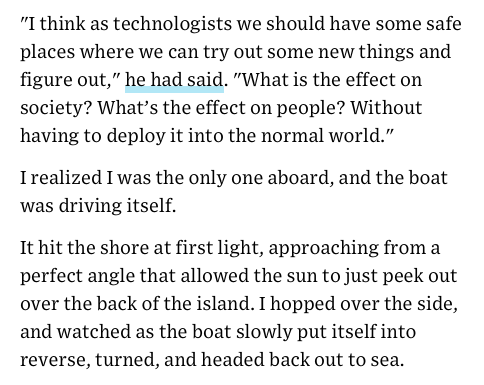 "I think as technologists we should have some safe
places where we can try out some new things and
figure out," he had said. "What is the effect on
society? What’s the effect on people? Without
having to deploy it into the normal world."
I realized I was the only one aboard, and the boat
was driving itself.
It hit the shore at first light, approaching from a
perfect angle that allowed the sun to just peek out
over the back of the island. I hopped over the side,
and watched as the boat slowly put itself into
reverse, turned, and headed back out to sea.